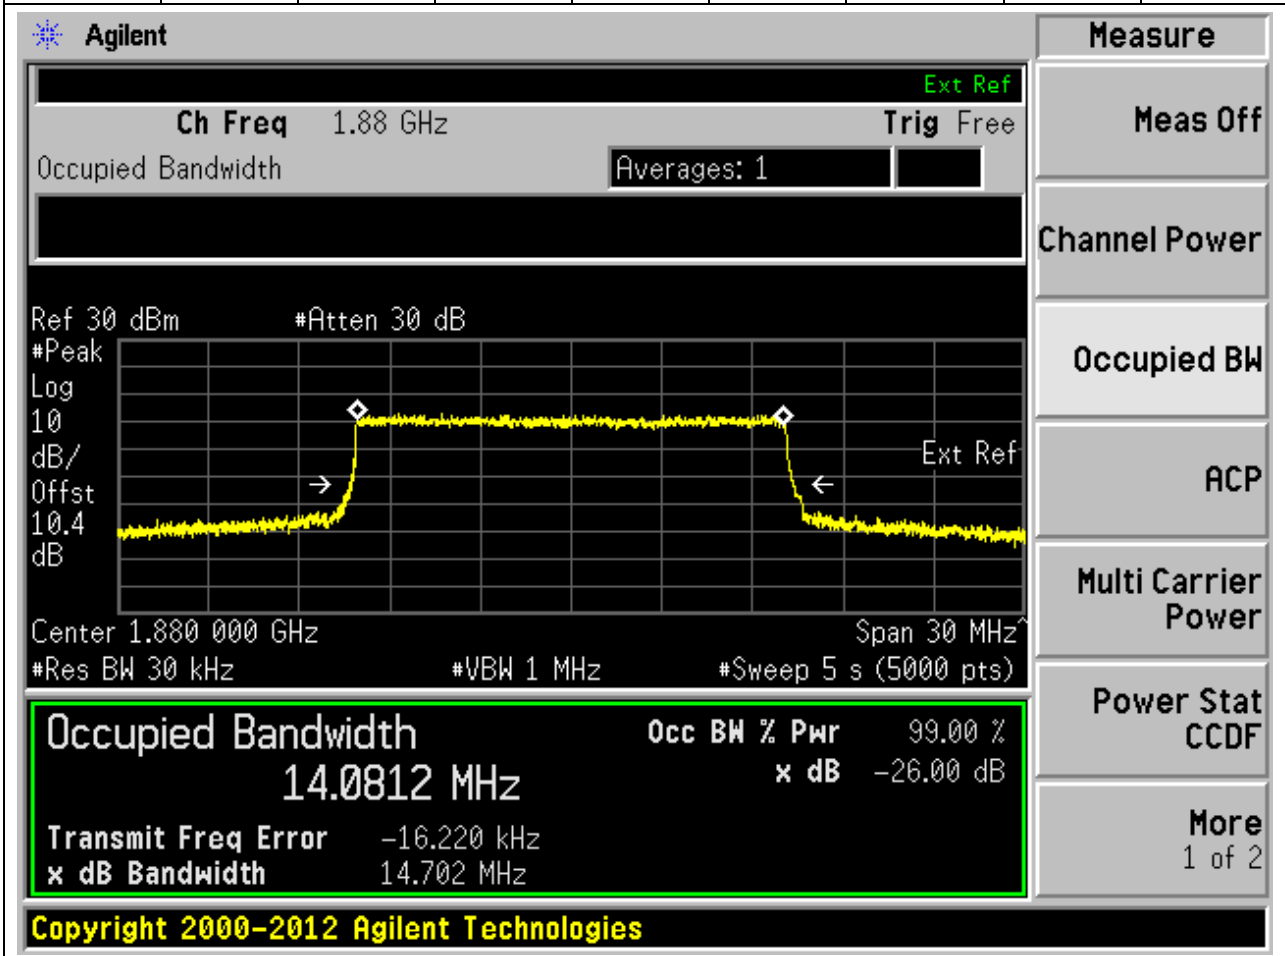 Agilent
Measure
Ext Ref
Ch Freq 1.88 GHz Trig Free
Meas Off
Occupied Bandwidth Averages: 1
Channel Power
Ref 30 dBm #Atten 30 dB
#Peak
Log
10
dB/
Offst
10.4
dB
Ext Ref
Occupied BW
ACP
Center 1.880 000 GHz Span 30 MHz^
#Res BW 30 kHz #VBW 1 MHz #Sweep 5 s (5000 pts)
Multi Carrier
Power
Occupied Bandwidth Occ BW % Pwr 99.00 %
14.0812 MHz x dB -26.00 dB
Transmit Freq Error -16.220 kHz
x dB Bandwidth 14.702 MHz
Power Stat
CCDF
More
1 of 2
Copyright 2000-2012 Agilent Technologies